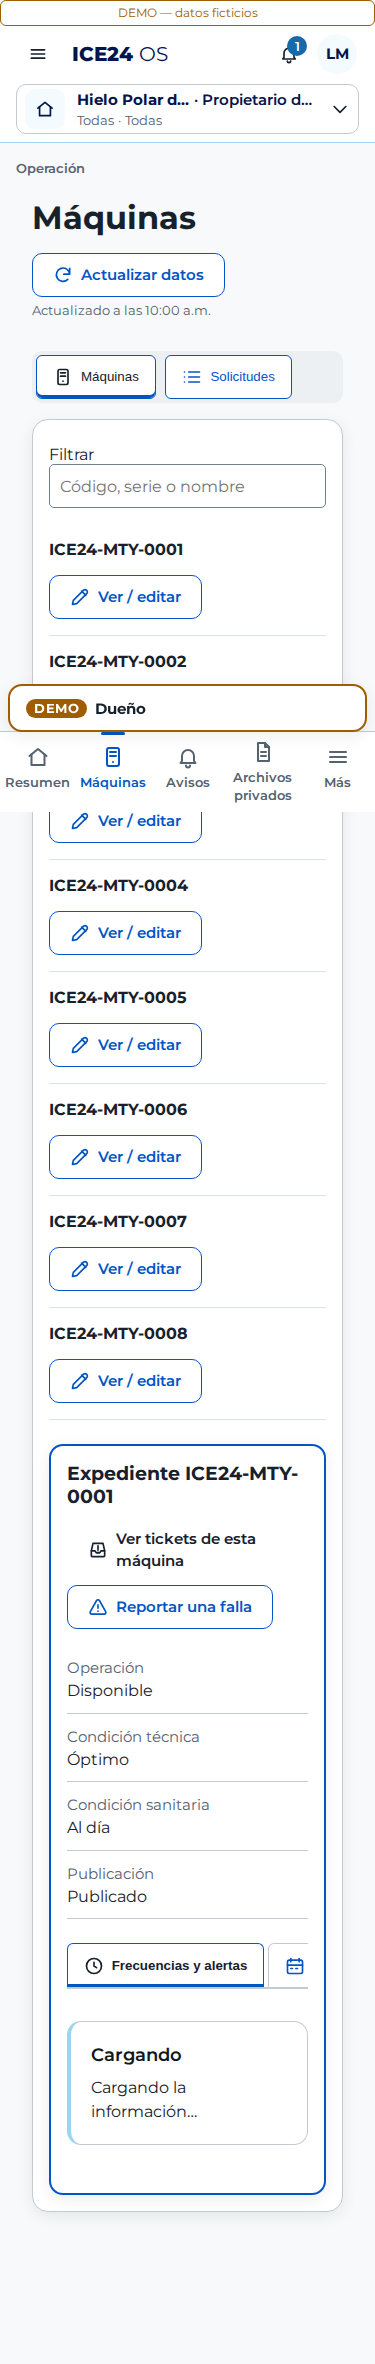 DEMO — datos ficticios
ICE24 OS
1
LM
Hielo Polar d... · Propietario d...
Todas · Todas
Operación
Máquinas
Actualizar datos
Actualizado a las 10:00 a.m.
Máquinas
Solicitudes
Filtrar
Código, serie o nombre
ICE24-MTY-0001
Ver / editar
ICE24-MTY-0002
DEMO Dueño
Resumen
Máquinas
Avisos
Archivos privados
Más
Ver / editar
ICE24-MTY-0004
Ver / editar
ICE24-MTY-0005
Ver / editar
ICE24-MTY-0006
Ver / editar
ICE24-MTY-0007
Ver / editar
ICE24-MTY-0008
Ver / editar
Expediente ICE24-MTY-
0001
Ver tickets de esta
máquina
Reportar una falla
Operación
Disponible
Condición técnica
Óptimo
Condición sanitaria
Al día
Publicación
Publicado
Frecuencias y alertas
Cargando
Cargando la
información...